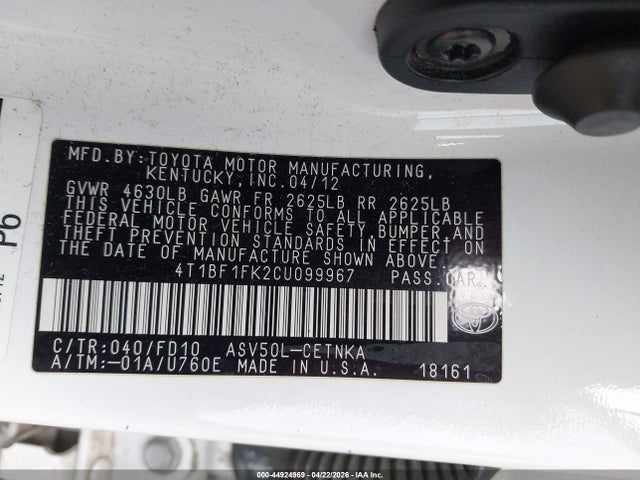 MFD. BY: TOYOTA MOTOR MANUFACTURING,
KENTUCKY, INC. 04/12
GVWR 4630LB GAWR FR 2625LB RR 2625LB
THIS VEHICLE CONFORMS TO ALL APPLICABLE
FEDERAL MOTOR VEHICLE SAFETY, BUMPER, AND
THEFT PREVENTION STANDARDS IN EFFECT ON
THE DATE OF MANUFACTURE SHOWN ABOVE.
4T1BF1FK2CU099967 PASS. CAR
C/TR: 040/FD10 ASV50L-CETNKA
A/TM: -01A/U760E MADE IN U.S.A. 18161
P6
000-44924969 | 04/22/2026 | IAA Inc.